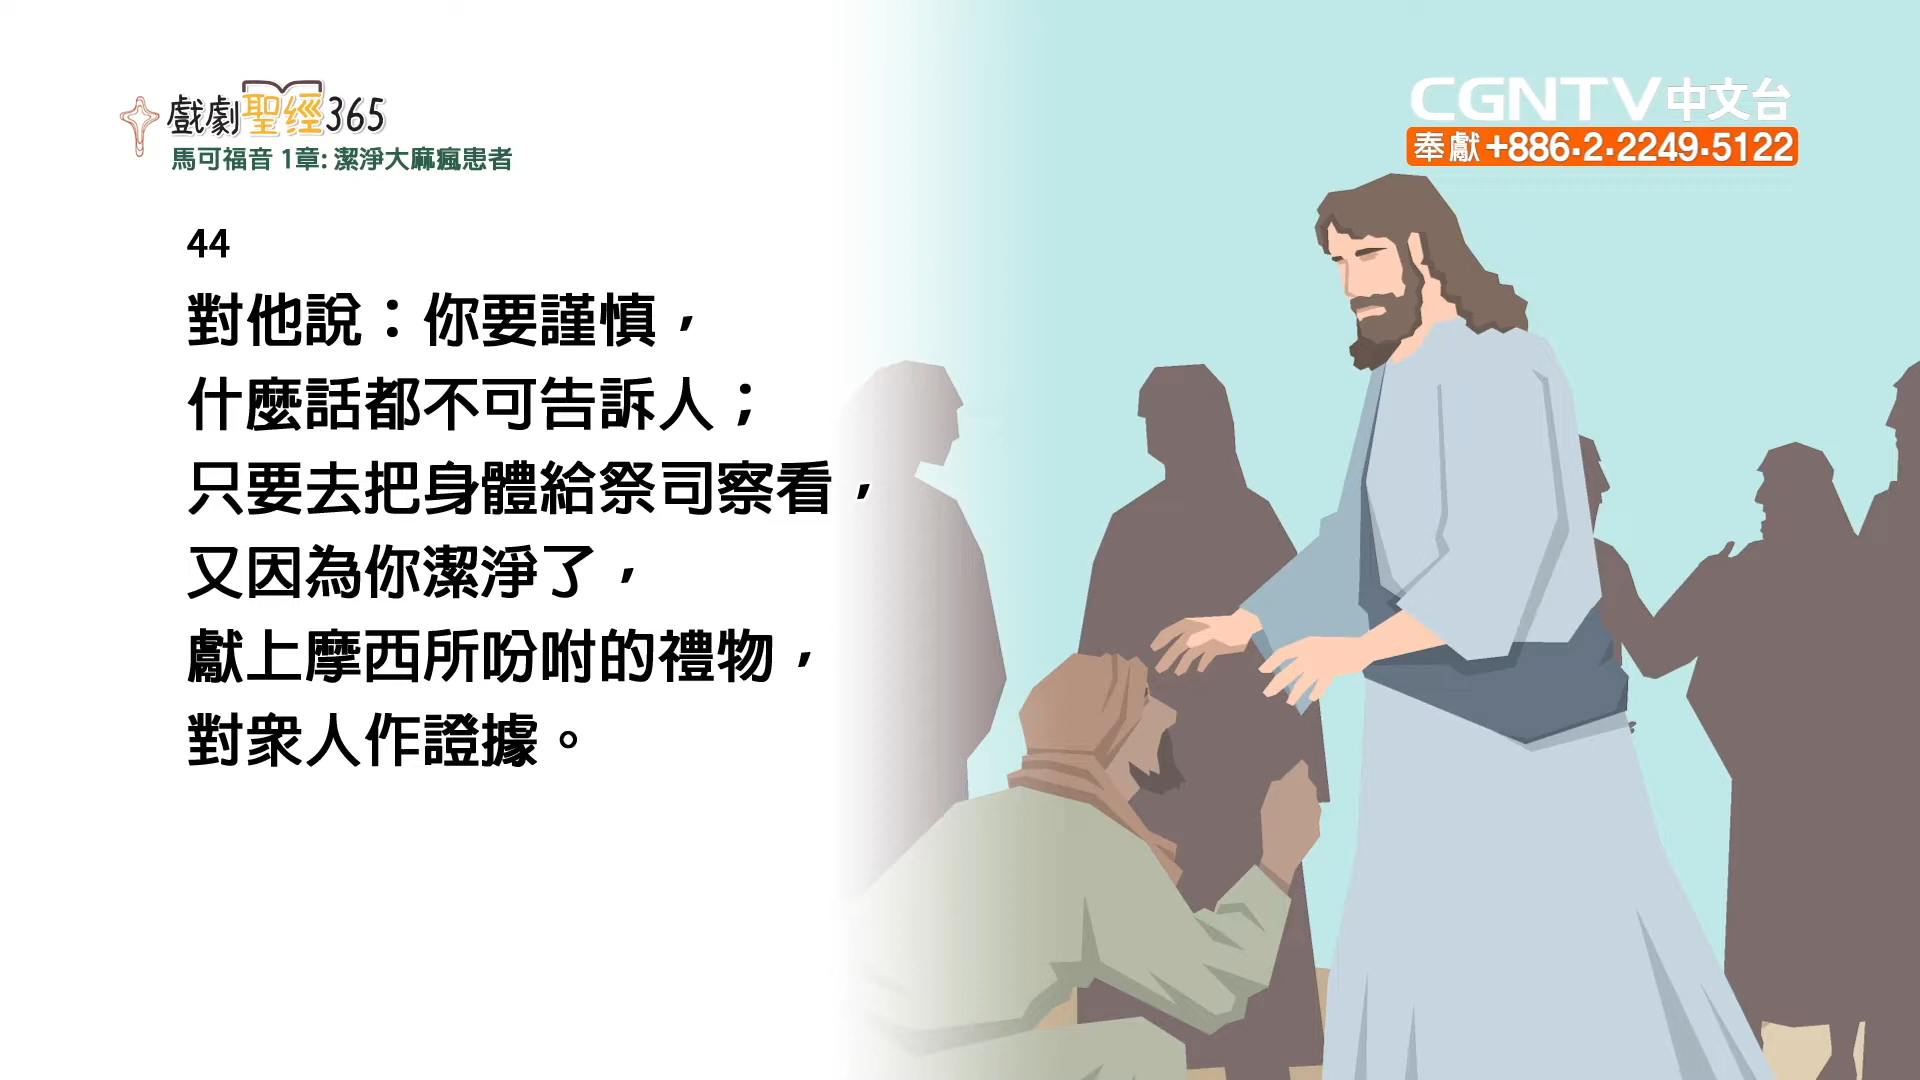 戲劇聖經365
馬可福音 1章: 潔淨大麻瘋患者
CGNTV中文台
奉獻 +886·2·2249·5122
44
對他說：你要謹慎，
什麼話都不可告訴人；
只要去把身體給祭司察看，
又因為你潔淨了，
獻上摩西所吩咐的禮物，
對衆人作證據。